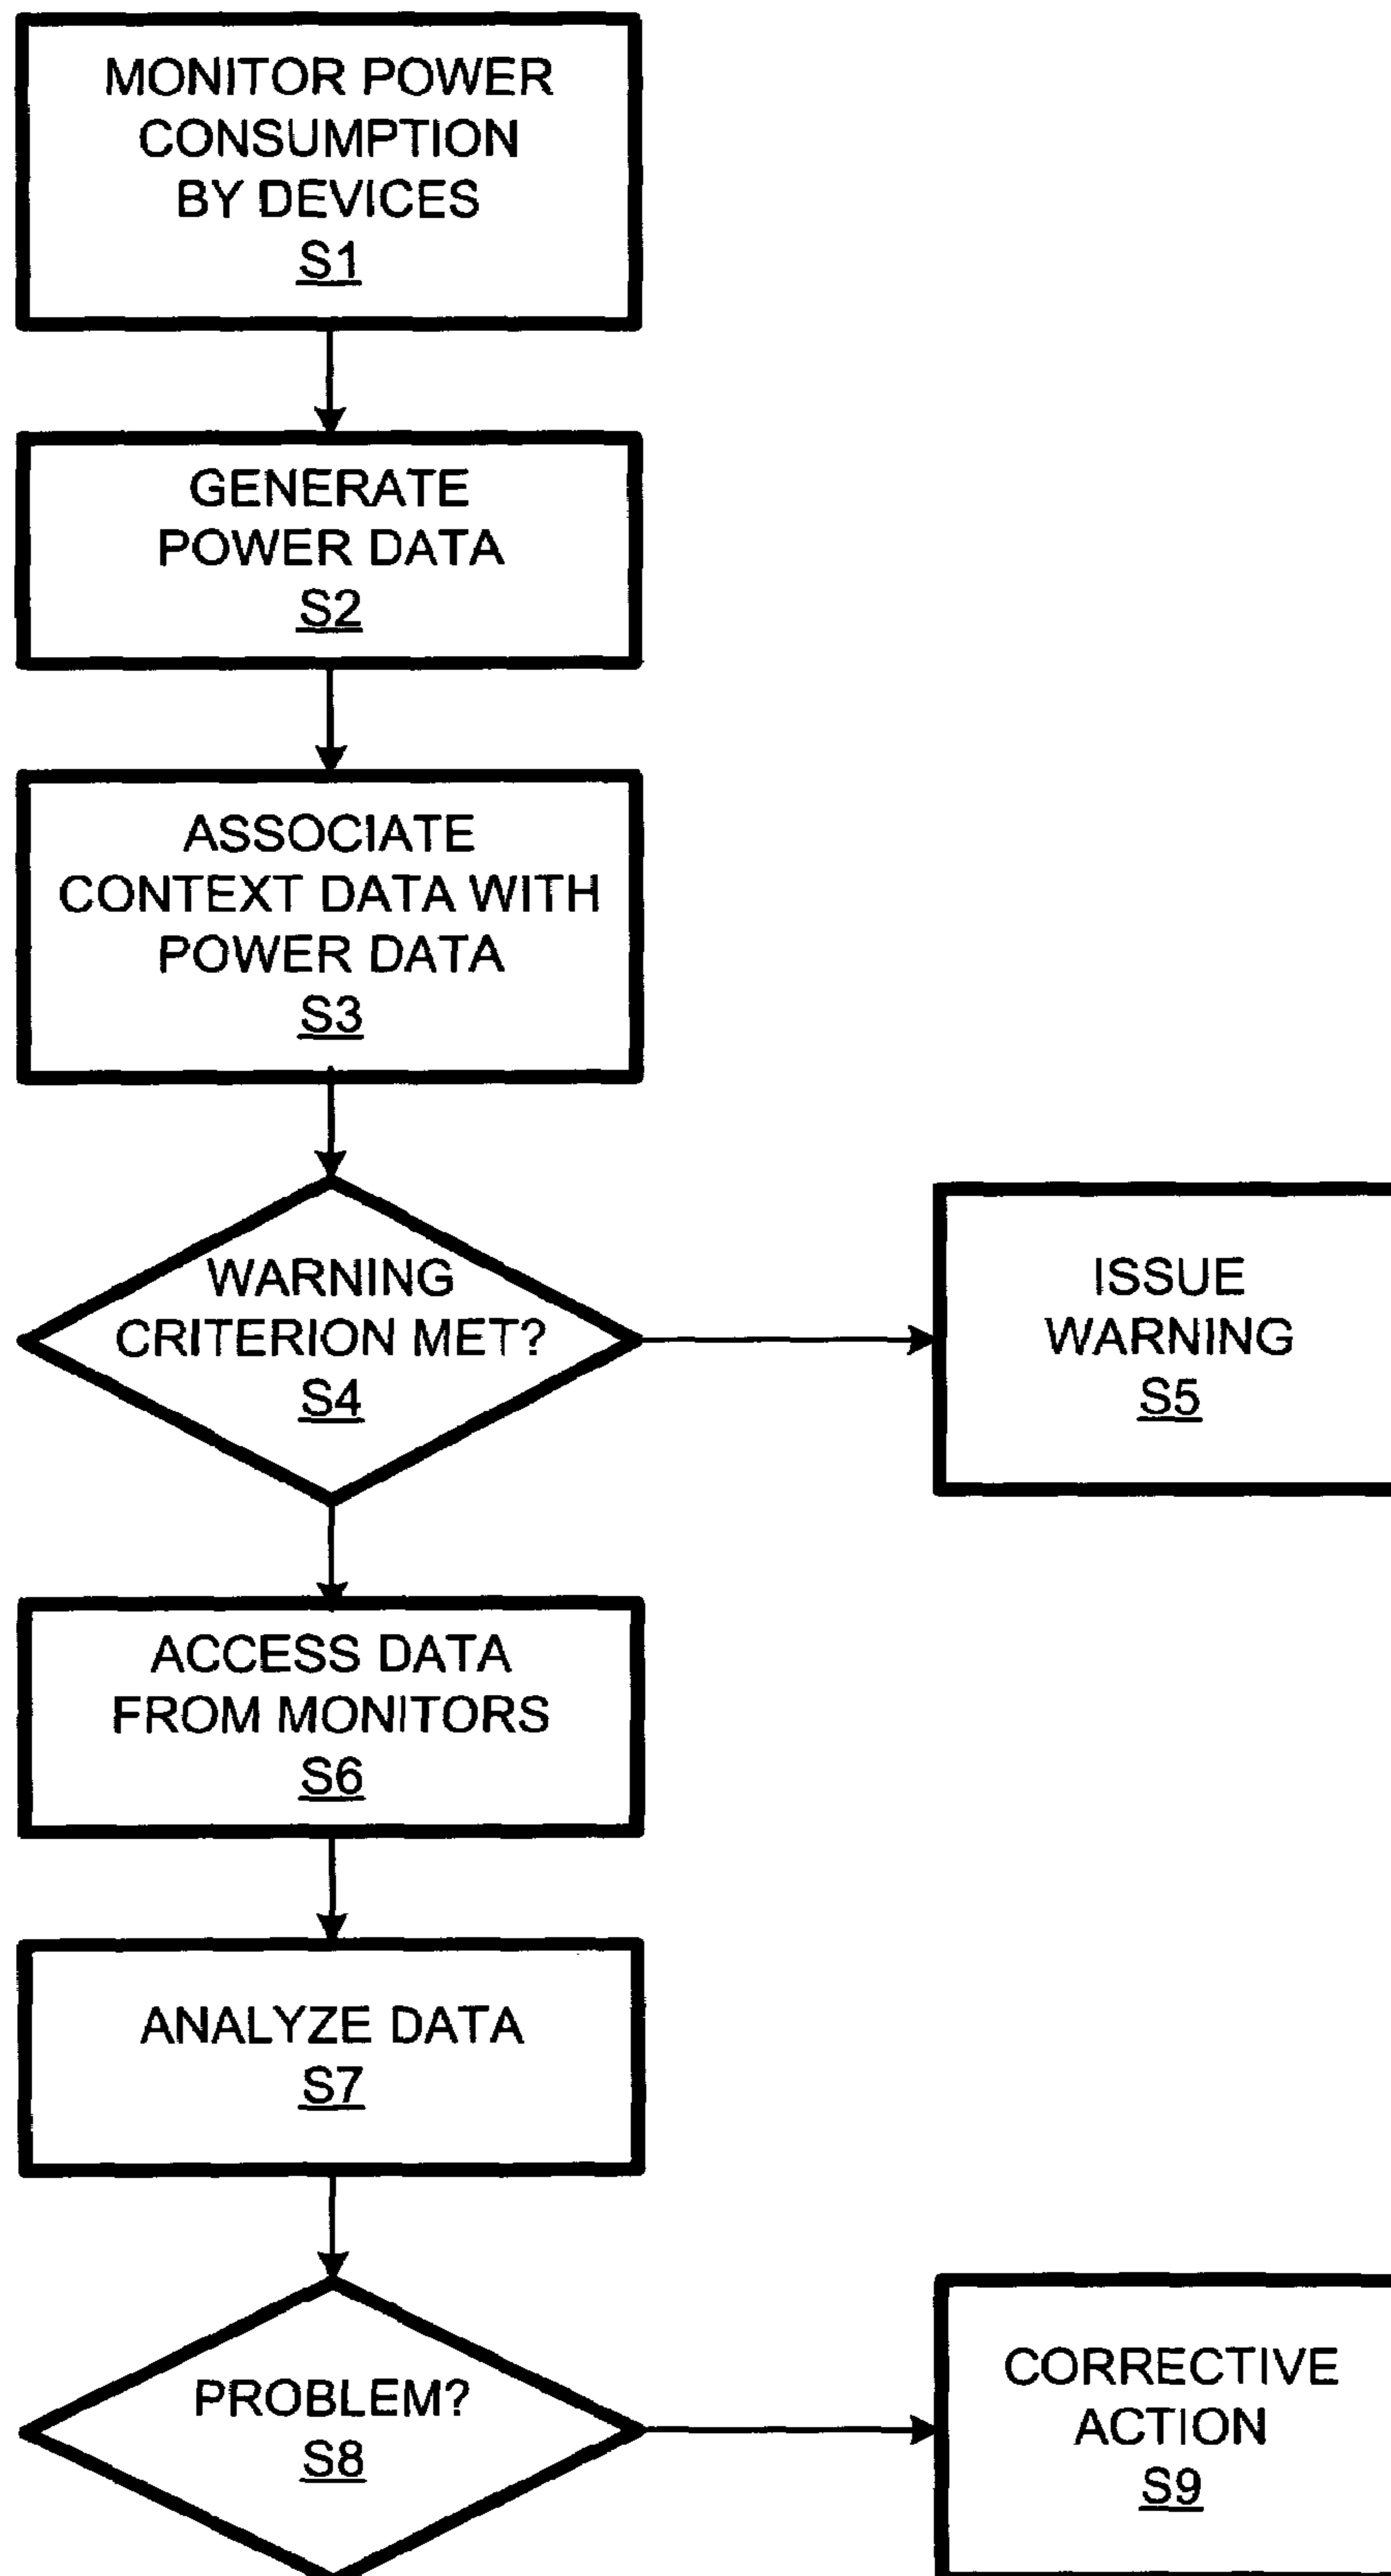 MONITOR POWER
CONSUMPTION
BY DEVICES
S1
GENERATE
POWER DATA
S2
ASSOCIATE
CONTEXT DATA WITH
POWER DATA
S3
WARNING
CRITERION MET?
S4
ISSUE
WARNING
S5
ACCESS DATA
FROM MONITORS
S6
ANALYZE DATA
S7
PROBLEM?
S8
CORRECTIVE
ACTION
S9